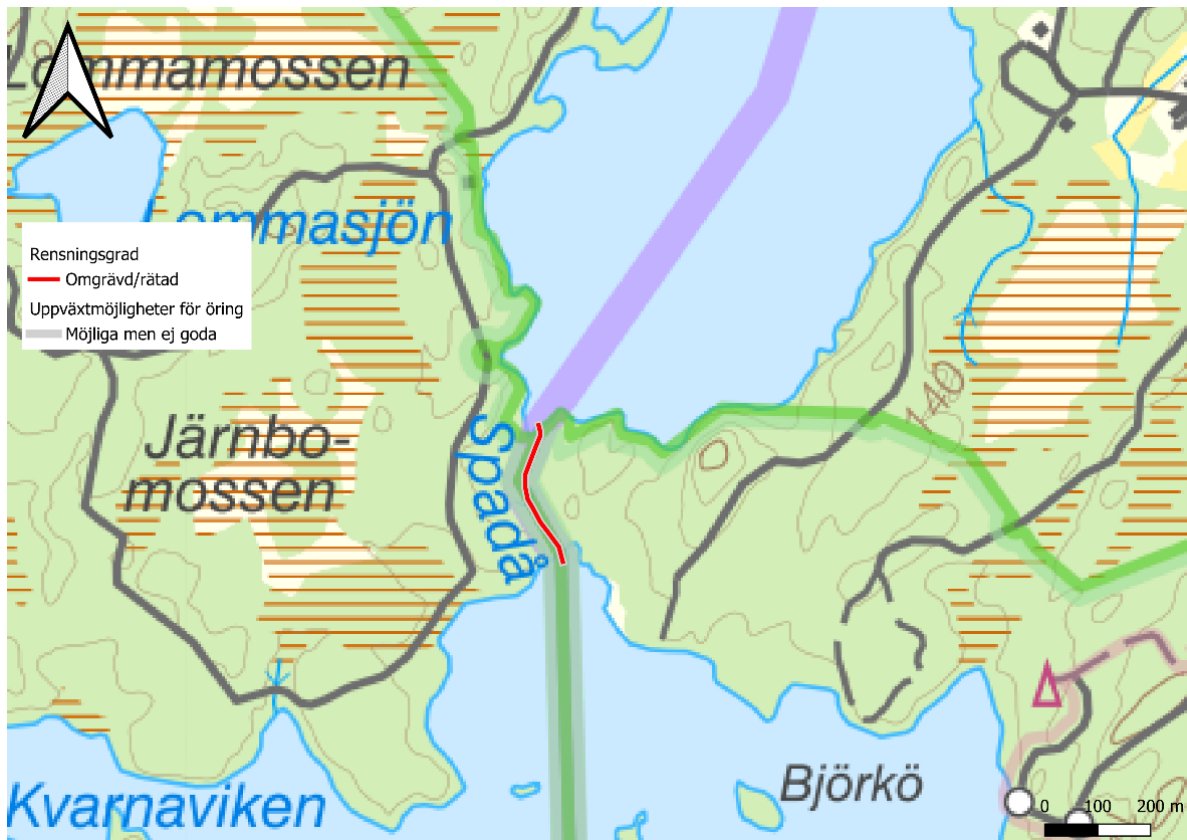 Lommamossen
Lommasjön
Rensningsgrad
Omgrävd/rätad
Uppväxtmöjligheter för öring
Möjliga men ej goda
140
Järnbo-
mossen
Spadå
Björkö
Kvarnaviken
0 100 200 m